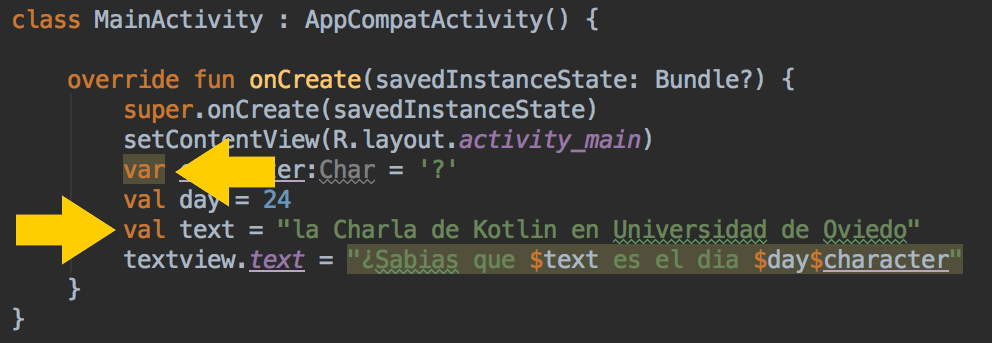 class MainActivity : AppCompatActivity() {
override fun onCreate(savedInstanceState: Bundle?) {
super.onCreate(savedInstanceState)
setContentView(R.layout.activity_main)
var er:Char = '?'
val day = 24
val text = "la Charla de Kotlin en Universidad de Oviedo"
textview.text = "¿Sabias que $text es el dia $day$character"
}
}